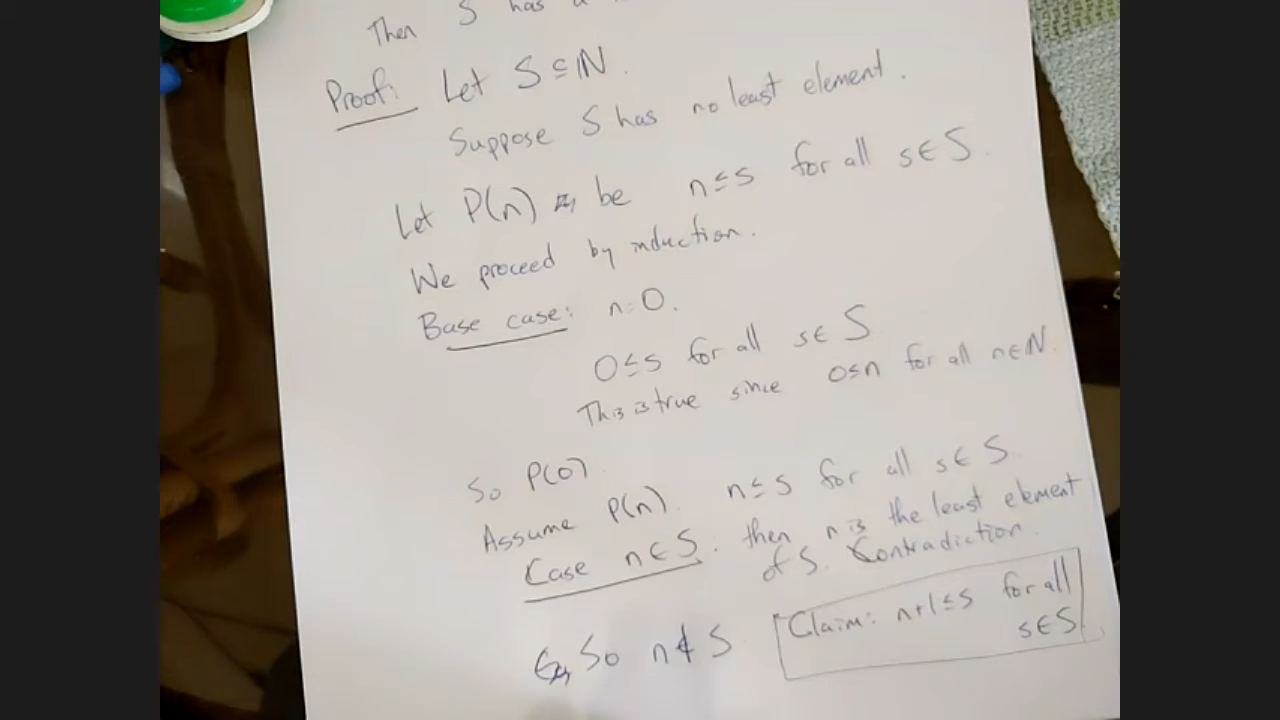 Then S has a
Proof: Let S ⊆ ℕ.
Suppose S has no least element.
Let P(n) be n ≤ s for all s ∈ S.
We proceed by induction.
Base case: n = 0.
0 ≤ s for all s ∈ S
This is true since 0 ≤ n for all n ∈ ℕ.
So P(0).
Assume P(n). n ≤ s for all s ∈ S.
Case n ∈ S: then n is the least element
of S. Contradiction.
So n ∉ S
Claim: n+1 ≤ s for all
s ∈ S